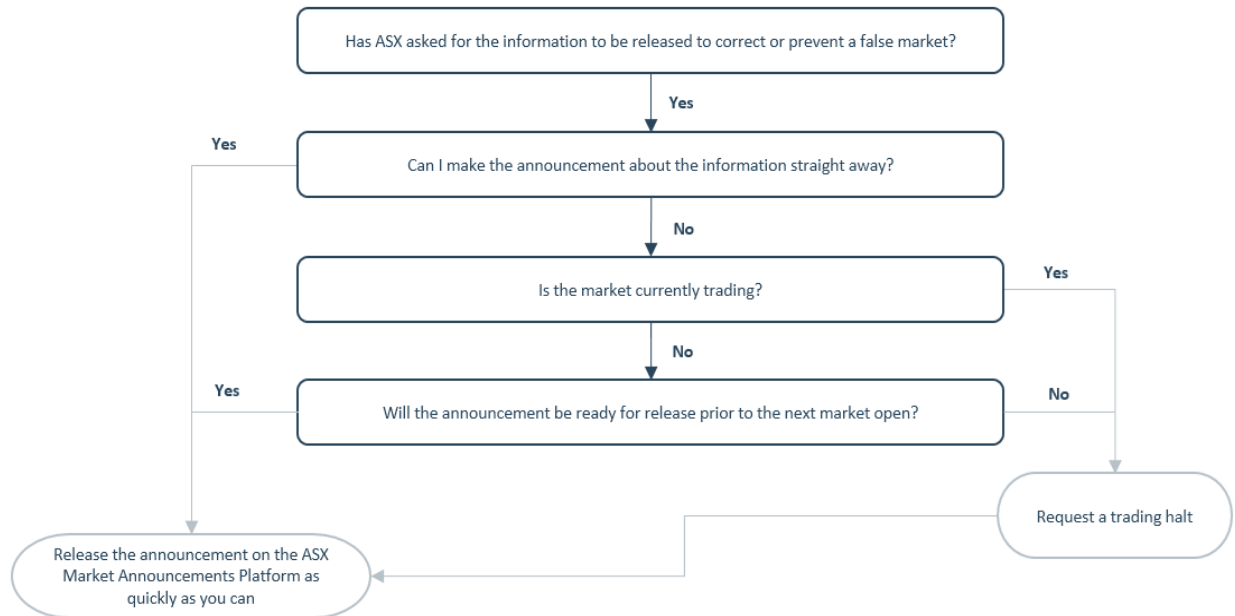 Has ASX asked for the information to be released to correct or prevent a false market?
Yes
Yes
Can I make the announcement about the information straight away?
No
Yes
Is the market currently trading?
No
Yes
Will the announcement be ready for release prior to the next market open?
No
Request a trading halt
Release the announcement on the ASX
Market Announcements Platform as
quickly as you can